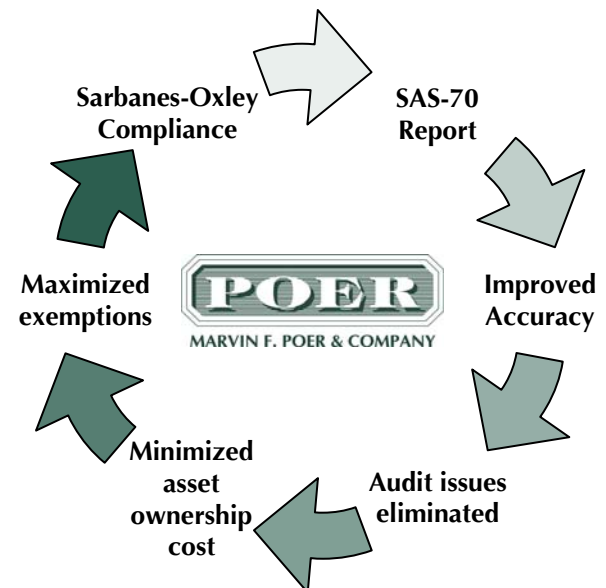 Sarbanes-Oxley
Compliance
SAS-70
Report
Improved
Accuracy
Audit issues
eliminated
Minimized
asset
ownership
cost
Maximized
exemptions
POER
MARVIN F. POER & COMPANY